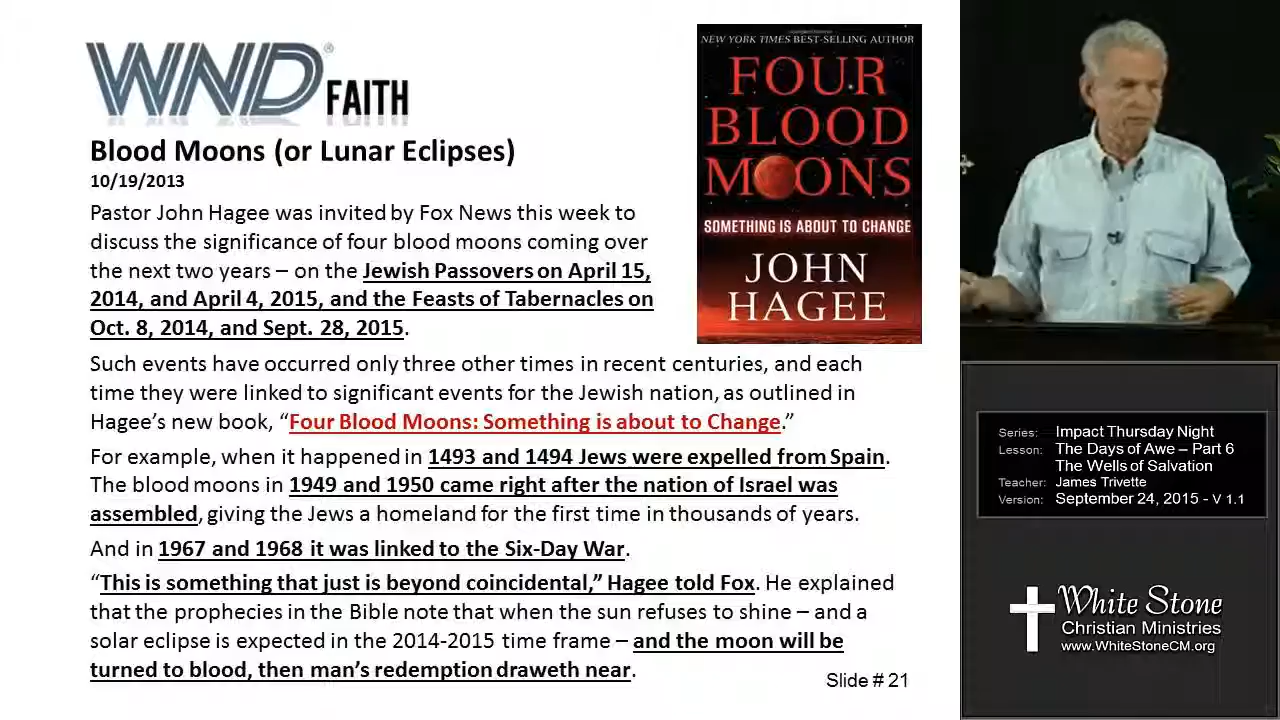 WND® FAITH
Blood Moons (or Lunar Eclipses)
10/19/2013
Pastor John Hagee was invited by Fox News this week to
discuss the significance of four blood moons coming over
the next two years – on the Jewish Passovers on April 15,
2014, and April 4, 2015, and the Feasts of Tabernacles on
Oct. 8, 2014, and Sept. 28, 2015.
Such events have occurred only three other times in recent centuries, and each
time they were linked to significant events for the Jewish nation, as outlined in
Hagee’s new book, “Four Blood Moons: Something is about to Change.”
For example, when it happened in 1493 and 1494 Jews were expelled from Spain.
The blood moons in 1949 and 1950 came right after the nation of Israel was
assembled, giving the Jews a homeland for the first time in thousands of years.
And in 1967 and 1968 it was linked to the Six-Day War.
“This is something that just is beyond coincidental,” Hagee told Fox. He explained
that the prophecies in the Bible note that when the sun refuses to shine – and a
solar eclipse is expected in the 2014-2015 time frame – and the moon will be
turned to blood, then man’s redemption draweth near.
Slide # 21
NEW YORK TIMES BEST-SELLING AUTHOR
FOUR
BLOOD
MOONS
SOMETHING IS ABOUT TO CHANGE
JOHN
HAGEE
Series: Impact Thursday Night
Lesson: The Days of Awe – Part 6
The Wells of Salvation
Teacher: James Trivette
Version: September 24, 2015 - V 1.1
White Stone
Christian Ministries
www.WhiteStoneCM.org